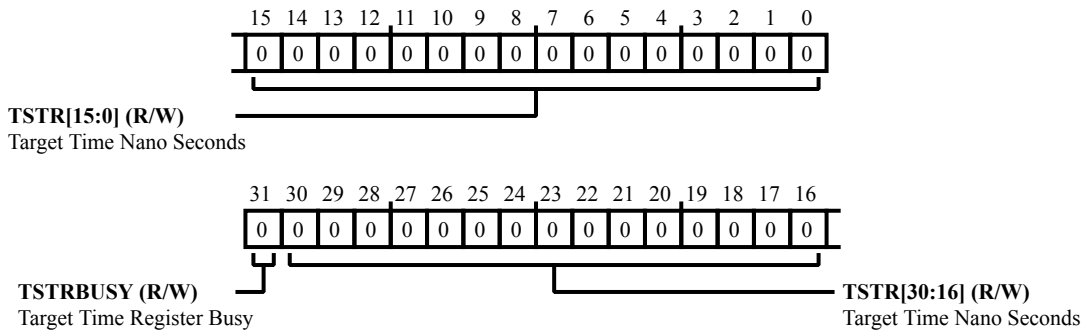 15 14 13 12 11 10 9 8 7 6 5 4 3 2 1 0
0 0 0 0 0 0 0 0 0 0 0 0 0 0 0 0
TSTR[15:0] (R/W)
Target Time Nano Seconds
31 30 29 28 27 26 25 24 23 22 21 20 19 18 17 16
0 0 0 0 0 0 0 0 0 0 0 0 0 0 0 0
TSTRBUSY (R/W)
Target Time Register Busy
TSTR[30:16] (R/W)
Target Time Nano Seconds